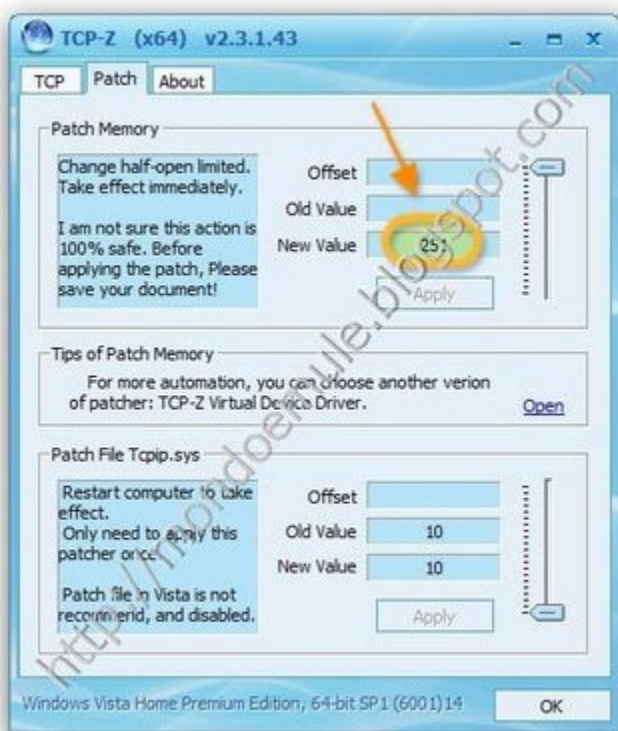 TCP-Z (x64) v2.3.1.43
TCP Patch About
Patch Memory
Change half-open limited.
Take effect immediately.
I am not sure this action is
100% safe. Before
applying the patch, Please
save your document!
Offset
Old Value
New Value 251
Apply
Tips of Patch Memory
For more automation, you can choose another verion
of patcher: TCP-Z Virtual Device Driver.
Open
Patch File Tcpip.sys
Restart computer to take
effect.
Only need to apply this
patcher once.
Patch file in Vista is not
recommend, and disabled.
Offset
Old Value 10
New Value 10
Apply
Windows Vista Home Premium Edition, 64-bit SP1 (6001)14
OK
http://mondoemule.blogspot.com